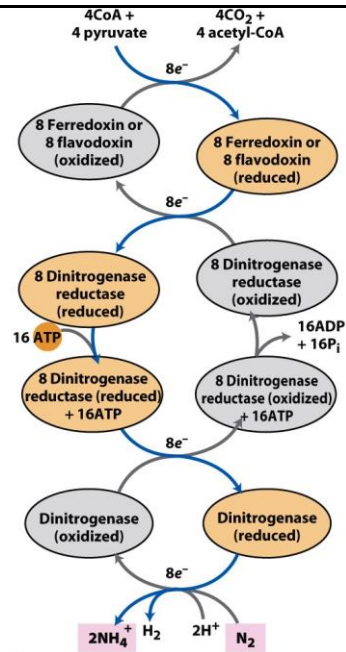 4CoA +
4 pyruvate
4CO₂ +
4 acetyl-CoA
8e⁻
8 Ferredoxin or
8 flavodoxin
(oxidized)
8 Ferredoxin or
8 flavodoxin
(reduced)
8e⁻
8 Dinitrogenase
reductase
(reduced)
8 Dinitrogenase
reductase
(oxidized)
16 ATP
16ADP
+ 16Pᵢ
8 Dinitrogenase
reductase (reduced)
+ 16ATP
8 Dinitrogenase
reductase (oxidized)
+ 16ATP
8e⁻
Dinitrogenase
(oxidized)
Dinitrogenase
(reduced)
8e⁻
2NH₄⁺ H₂ 2H⁺ N₂